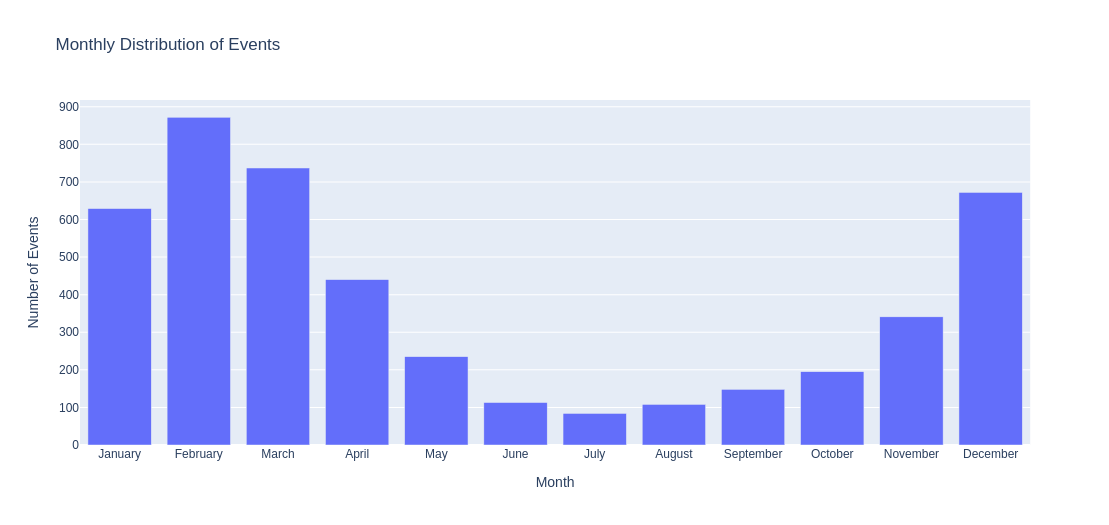 Monthly Distribution of Events
Number of Events
900
800
700
600
500
400
300
200
100
0
January February March April May June July August September October November December
Month